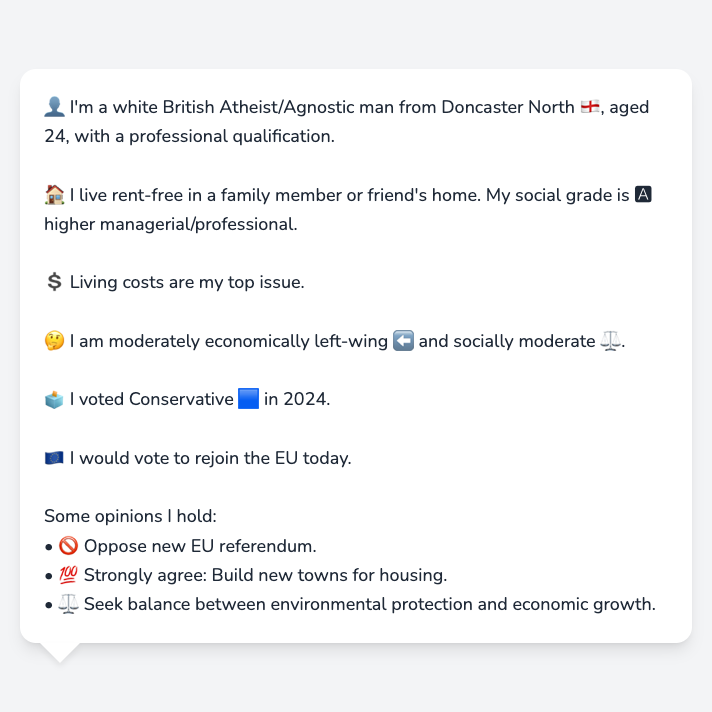 👤 I'm a white British Atheist/Agnostic man from Doncaster North 🏴󠁧󠁢󠁥󠁮󠁧󠁿, aged
24, with a professional qualification.
🏠 I live rent-free in a family member or friend's home. My social grade is 🅰
higher managerial/professional.
💲 Living costs are my top issue.
🤔 I am moderately economically left-wing ⬅️ and socially moderate ⚖️.
🗳️ I voted Conservative 🟦 in 2024.
🇪🇺 I would vote to rejoin the EU today.
Some opinions I hold:
• 🚫 Oppose new EU referendum.
• 💯 Strongly agree: Build new towns for housing.
• ⚖️ Seek balance between environmental protection and economic growth.